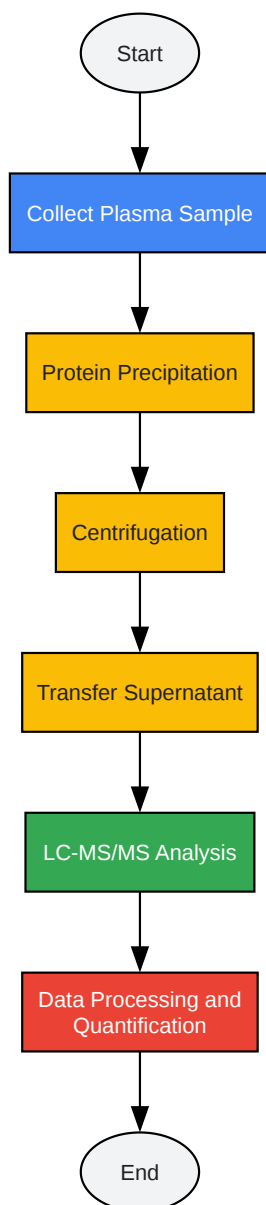 Start
Collect Plasma Sample
Protein Precipitation
Centrifugation
Transfer Supernatant
LC-MS/MS Analysis
Data Processing and
Quantification
End